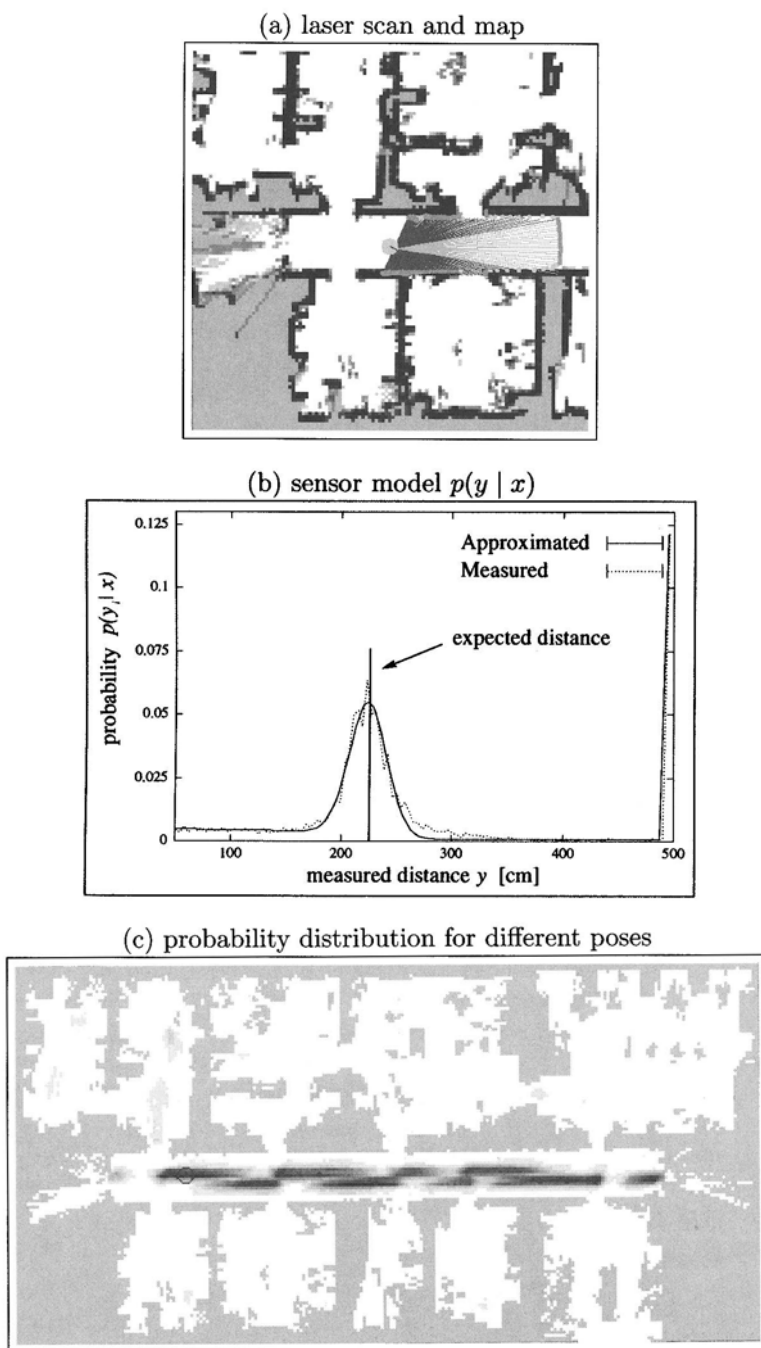 (a) laser scan and map
(b) sensor model p(y | x)
0.125
0.1
0.075
0.05
0.025
0
probability p(yᵢ | x)
Approximated
Measured
expected distance
100
200
300
400
500
measured distance y [cm]
(c) probability distribution for different poses